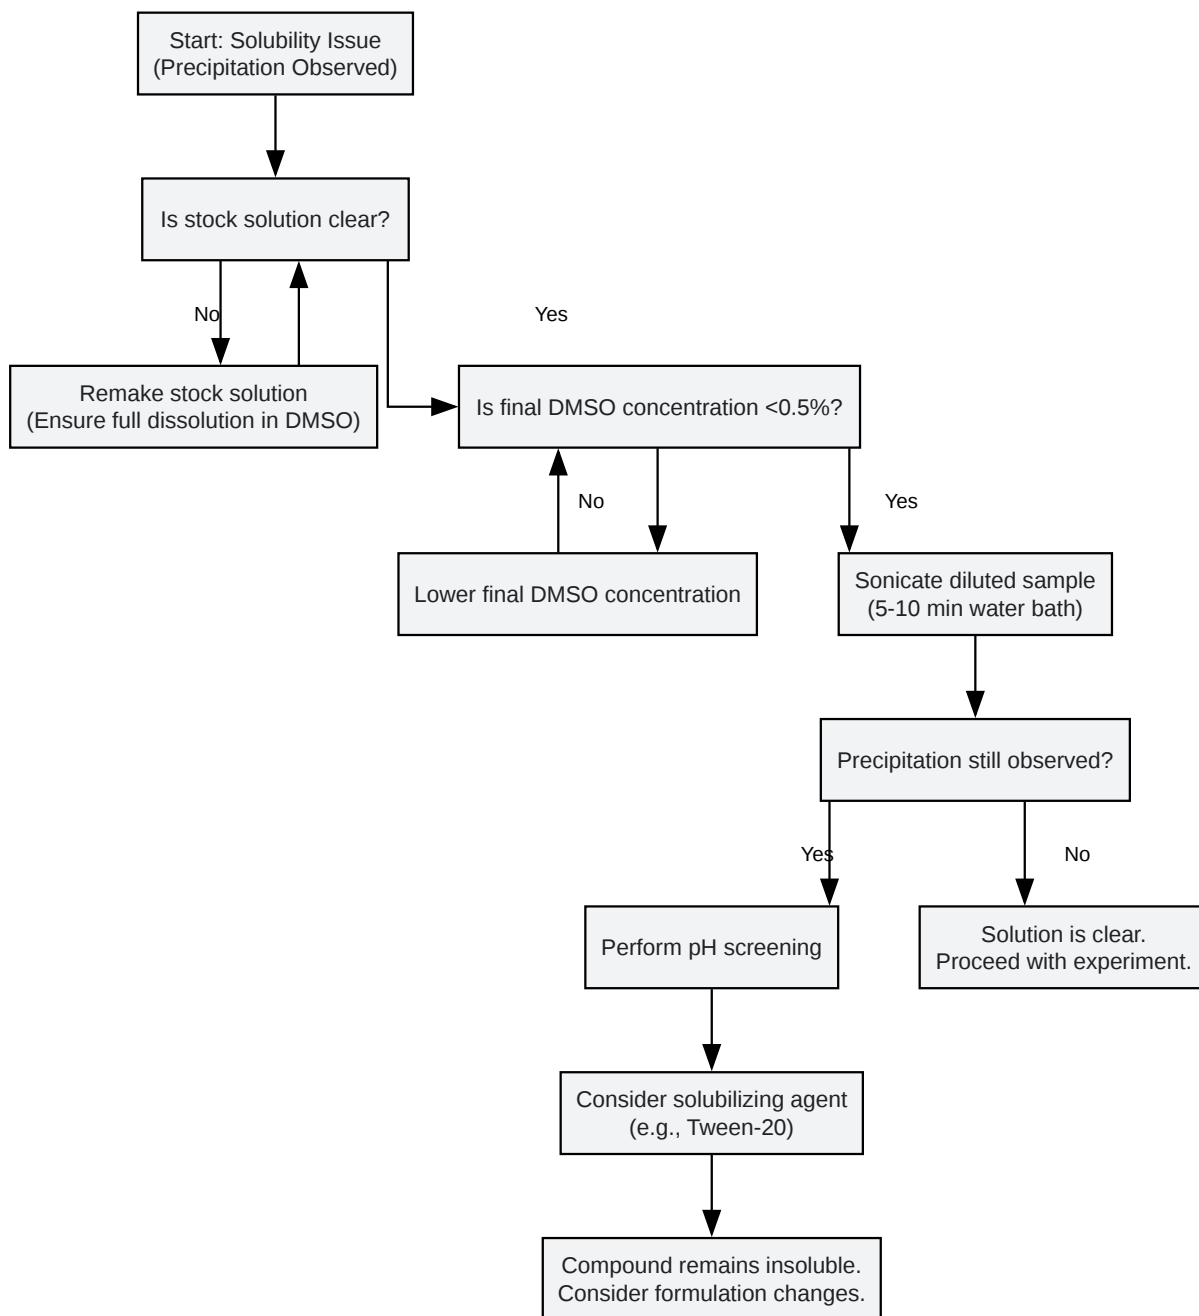 Start: Solubility Issue
(Precipitation Observed)
Is stock solution clear?
No
Yes
Remake stock solution
(Ensure full dissolution in DMSO)
Is final DMSO concentration <0.5%?
No
Yes
Lower final DMSO concentration
Sonicate diluted sample
(5-10 min water bath)
Precipitation still observed?
Yes
No
Perform pH screening
Solution is clear.
Proceed with experiment.
Consider solubilizing agent
(e.g., Tween-20)
Compound remains insoluble.
Consider formulation changes.